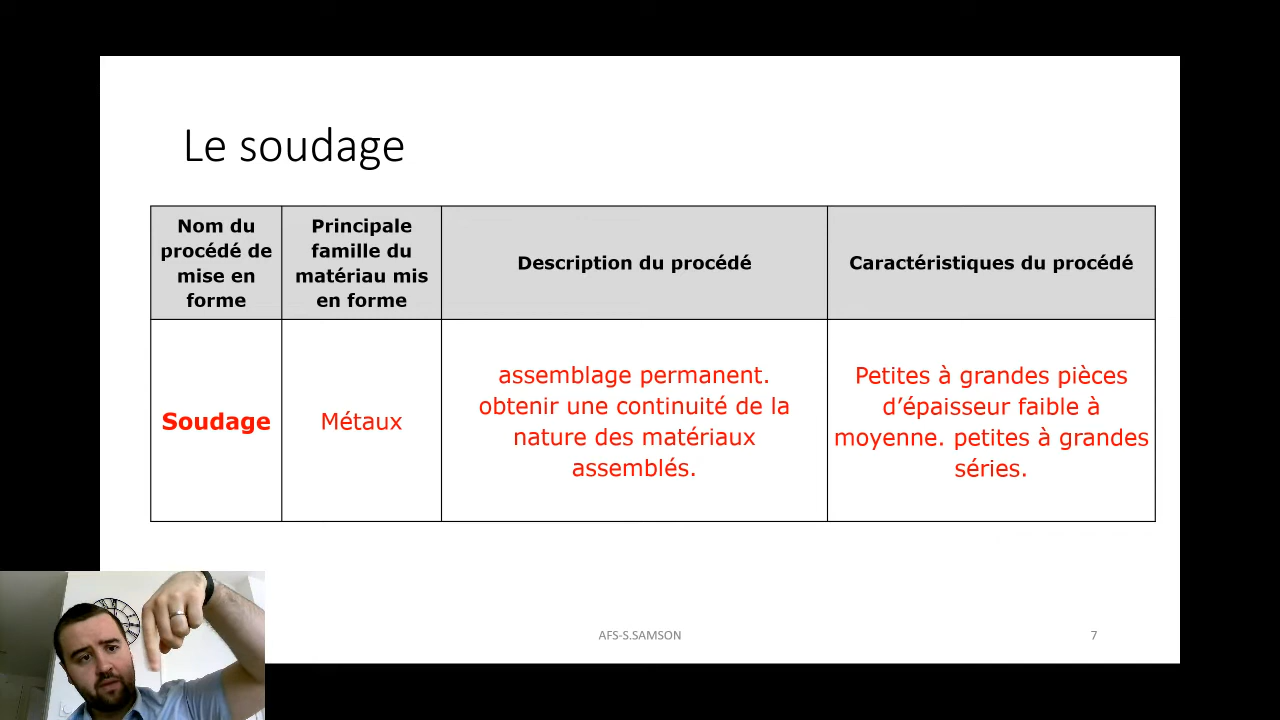 Le soudage
Nom du
procédé de
mise en
forme
Principale
famille du
matériau mis
en forme
Description du procédé
Caractéristiques du procédé
Soudage
Métaux
assemblage permanent.
obtenir une continuité de la
nature des matériaux
assemblés.
Petites à grandes pièces
d’épaisseur faible à
moyenne. petites à grandes
séries.
AFS-S.SAMSON
7